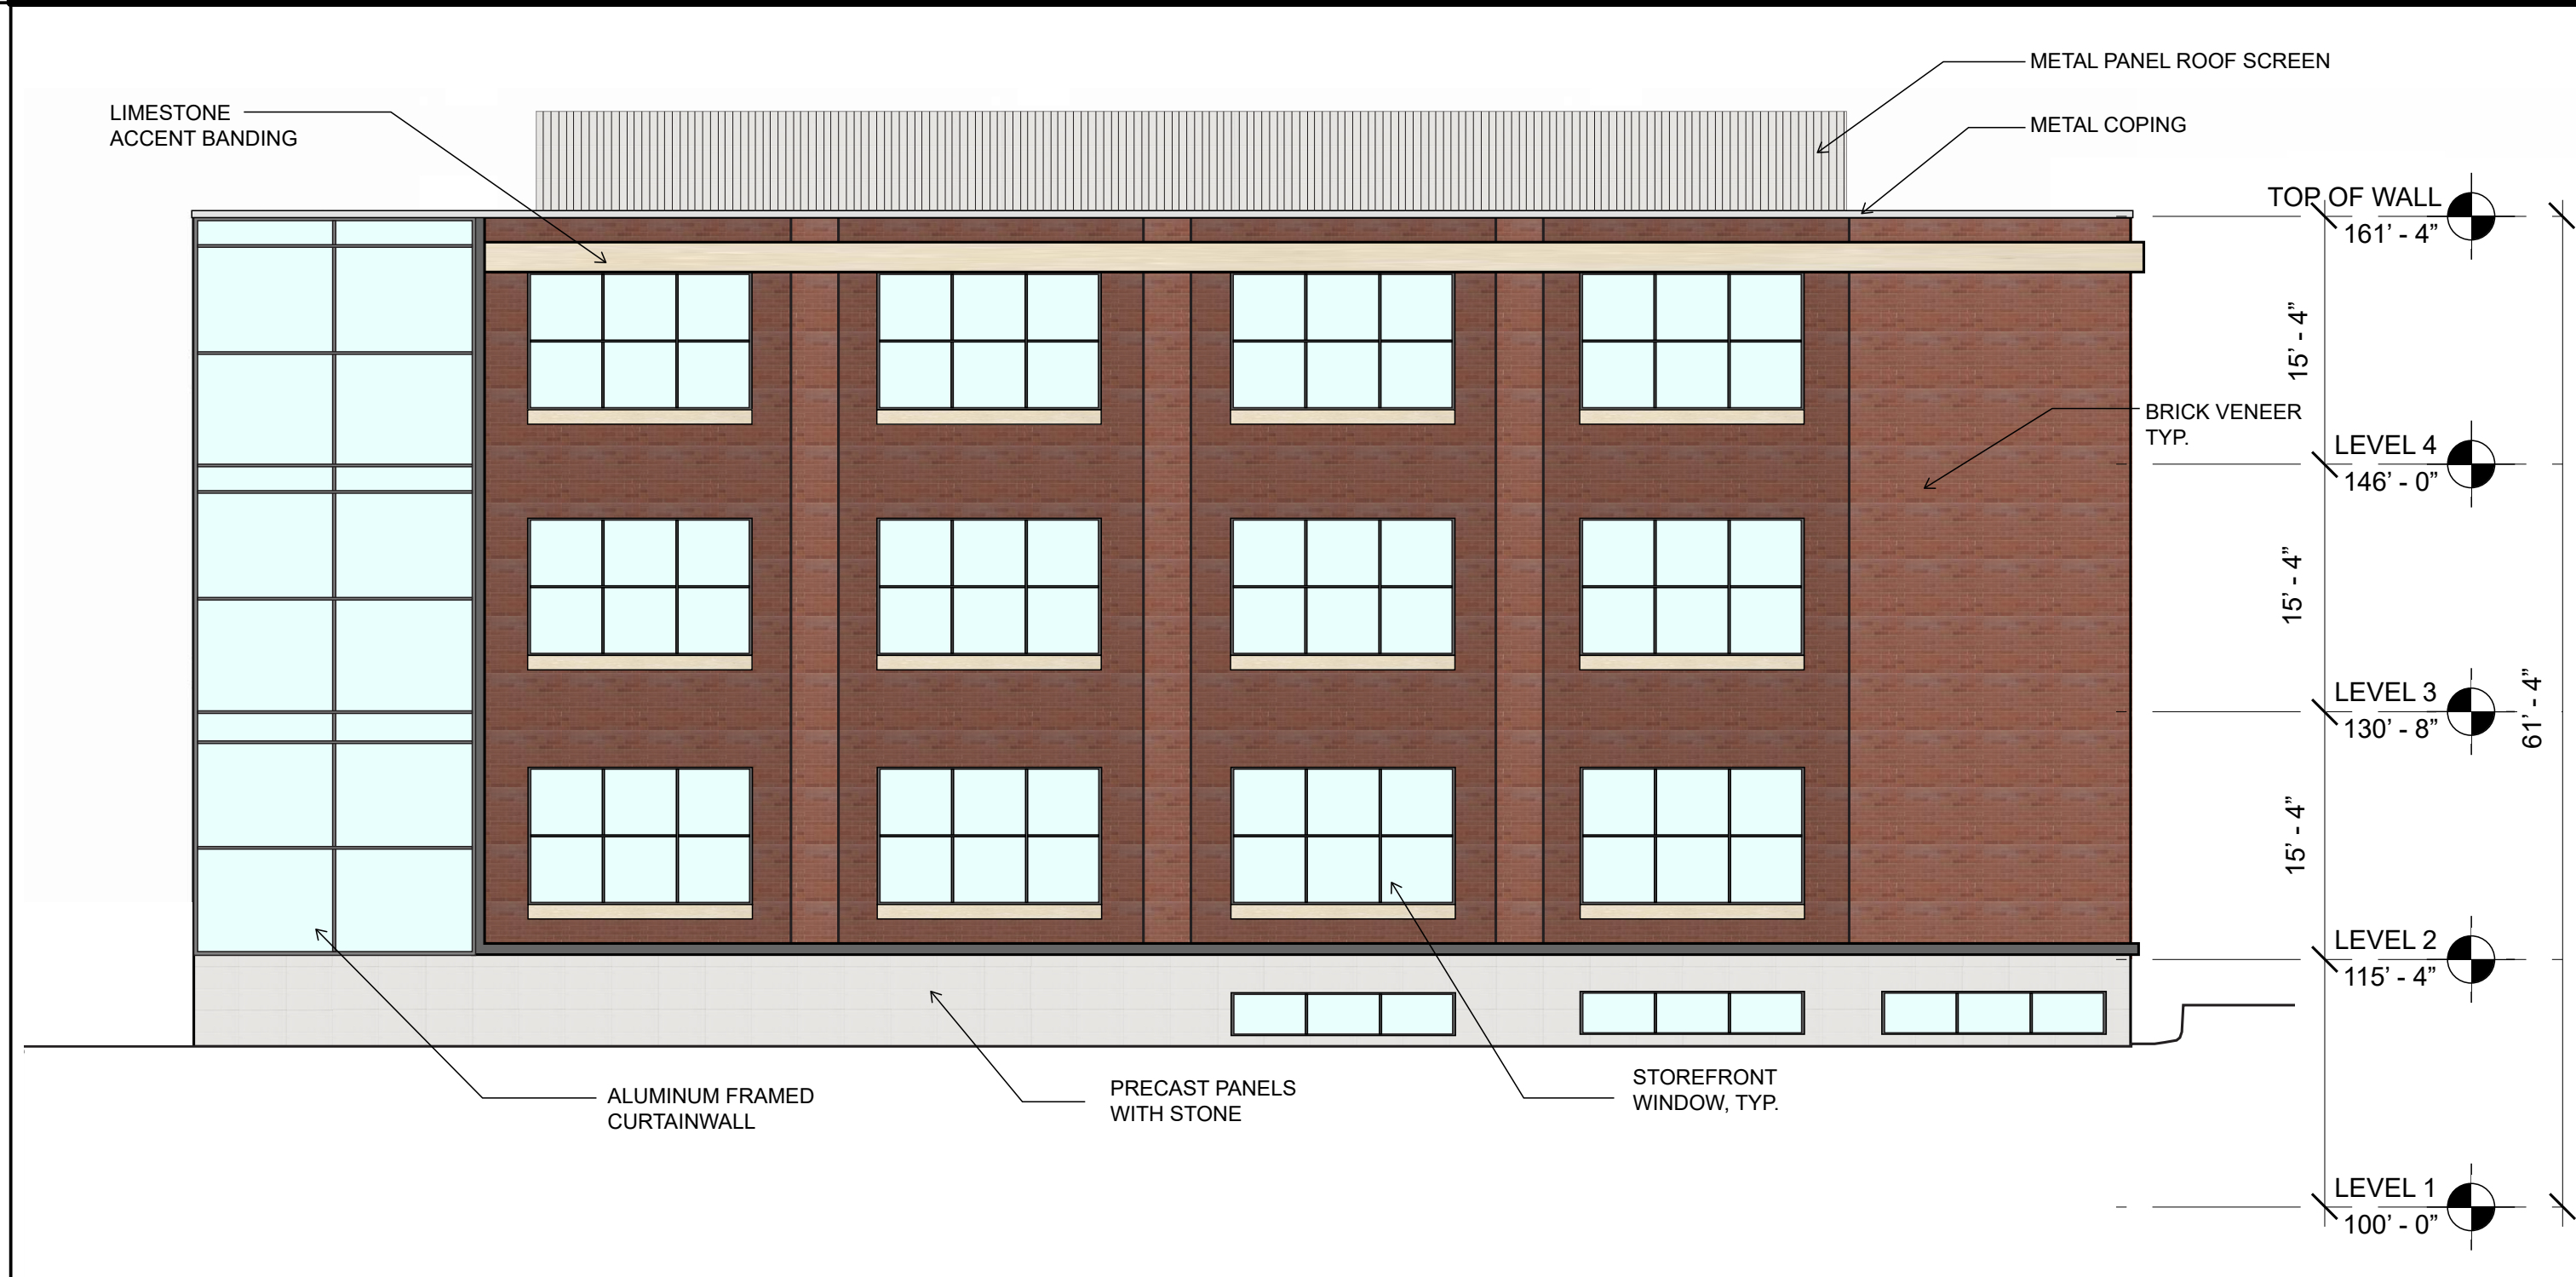 METAL PANEL ROOF SCREEN
LIMESTONE
ACCENT BANDING
METAL COPING
TOP OF WALL
161’ - 4”
15’ - 4”
BRICK VENEER
TYP.
LEVEL 4
146’ - 0”
15’ - 4”
LEVEL 3
130’ - 8”
61’ - 4”
15’ - 4”
LEVEL 2
115’ - 4”
ALUMINUM FRAMED
CURTAINWALL
PRECAST PANELS
WITH STONE
STOREFRONT
WINDOW, TYP.
LEVEL 1
100’ - 0”